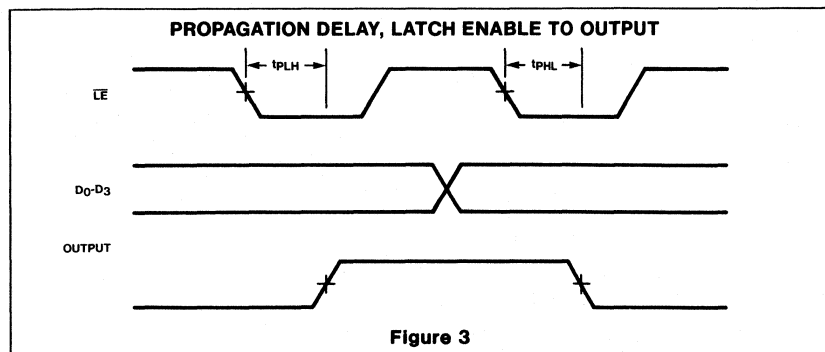 PROPAGATION DELAY, LATCH ENABLE TO OUTPUT
tPLH
tPHL
LE
D0-D3
OUTPUT
Figure 3